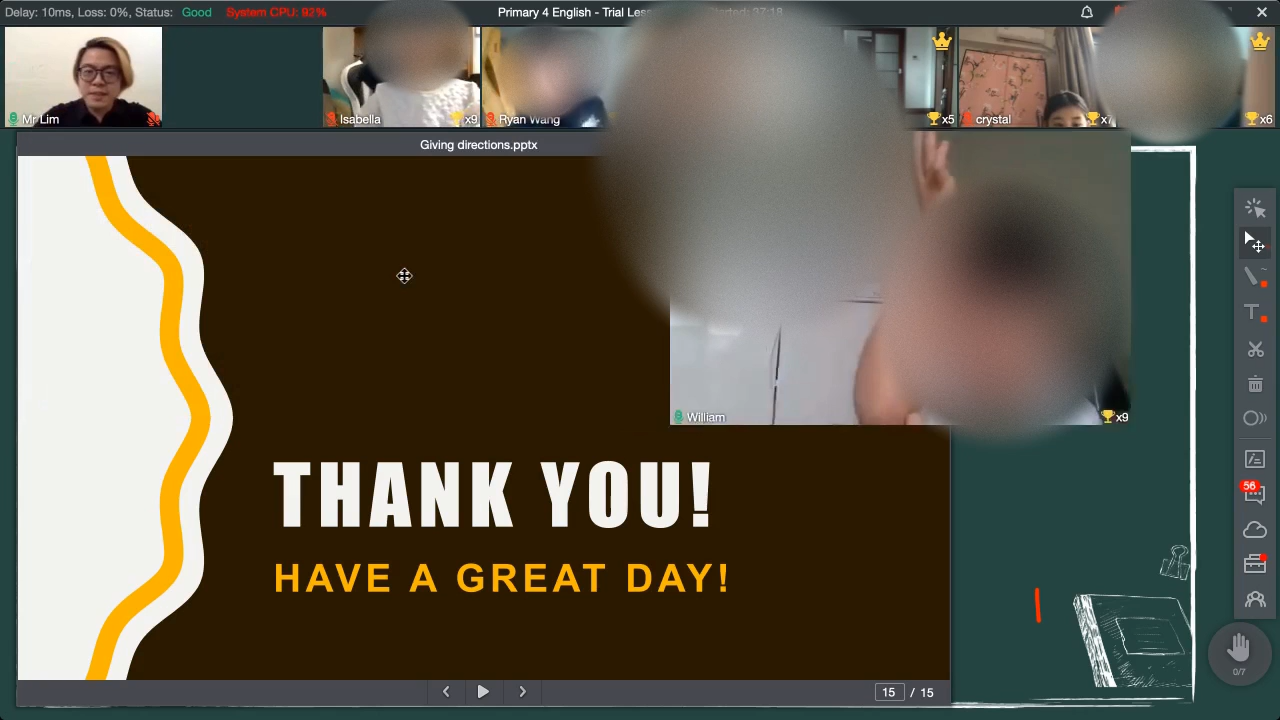 Delay: 10ms, Loss: 0%, Status: Good System CPU: 92%
Primary 4 English - Trial
Mr Lim
Isabella
x9
Ryan Wang
x5
crystal
x7
x6
Giving directions.pptx
William
x9
THANK YOU!
HAVE A GREAT DAY!
56
0/7
15 / 15